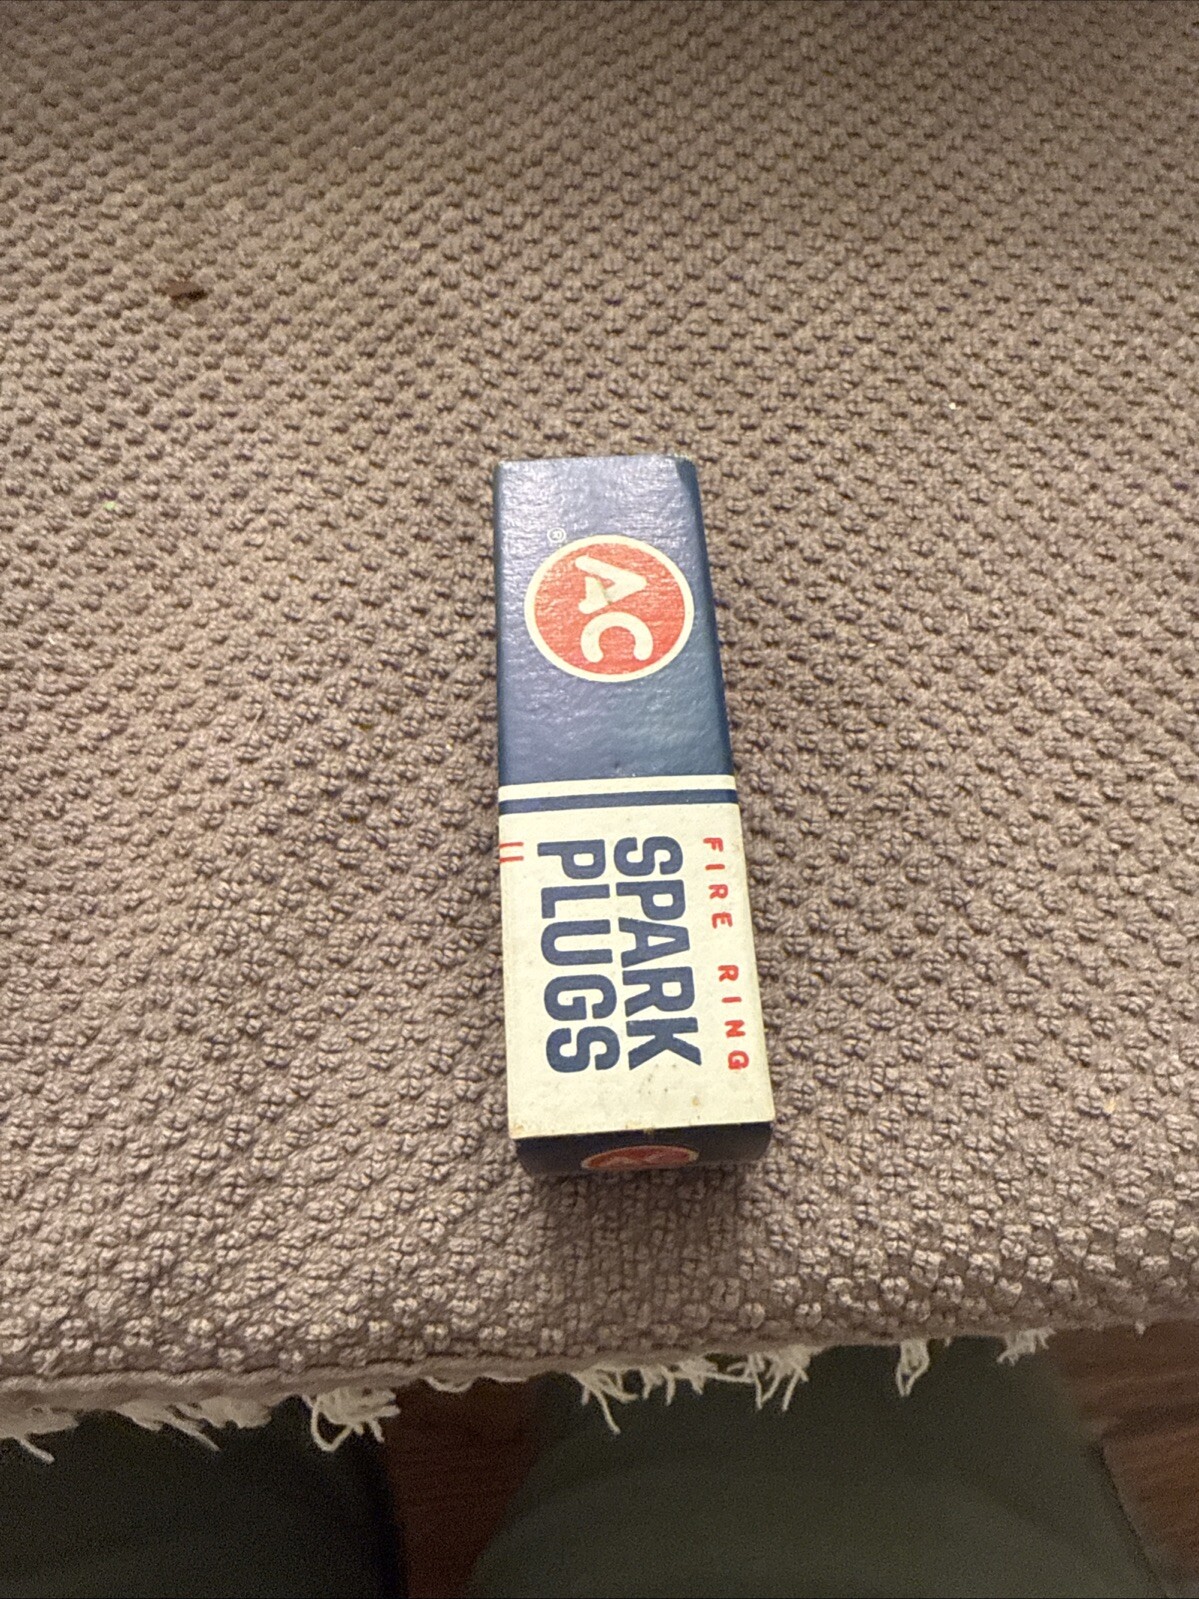 AC
®
FIRE RING
SPARK
PLUGS